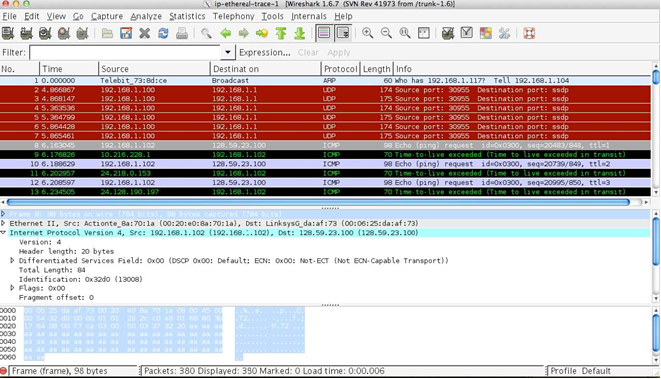 ip-ethereal-trace-1 [Wireshark 1.6.7 (SVN Rev 41973 from /trunk-1.6)]
File Edit View Go Capture Analyze Statistics Telephony Tools Internals Help
Filter: Expression... Clear Apply
No. Time Source Destination Protocol Length Info
1 0.000000 Telebit_73:8d:ce Broadcast ARP 60 Who has 192.168.1.117? Tell 192.168.1.104
2 4.866867 192.168.1.100 192.168.1.1 UDP 174 Source port: 30955 Destination port: ssdp
3 4.868147 192.168.1.100 192.168.1.1 UDP 175 Source port: 30955 Destination port: ssdp
4 5.363536 192.168.1.100 192.168.1.1 UDP 174 Source port: 30955 Destination port: ssdp
5 5.364799 192.168.1.100 192.168.1.1 UDP 175 Source port: 30955 Destination port: ssdp
6 5.864428 192.168.1.100 192.168.1.1 UDP 174 Source port: 30955 Destination port: ssdp
7 5.865461 192.168.1.100 192.168.1.1 UDP 175 Source port: 30955 Destination port: ssdp
8 6.163045 192.168.1.102 128.59.23.100 ICMP 98 Echo (ping) request id=0x0300, seq=20483/848, ttl=1
9 6.176826 10.216.228.1 192.168.1.102 ICMP 70 Time-to-live exceeded (Time to live exceeded in transit)
10 6.188629 192.168.1.102 128.59.23.100 ICMP 98 Echo (ping) request id=0x0300, seq=20739/849, ttl=2
11 6.202957 24.218.0.153 192.168.1.102 ICMP 70 Time-to-live exceeded (Time to live exceeded in transit)
12 6.208597 192.168.1.102 128.59.23.100 ICMP 98 Echo (ping) request id=0x0300, seq=20995/850, ttl=3
13 6.234505 24.128.190.197 192.168.1.102 ICMP 70 Time-to-live exceeded (Time to live exceeded in transit)
Frame 8: 98 bytes on wire (784 bits), 98 bytes captured (784 bits)
Ethernet II, Src: Actionte_8a:70:1a (00:20:e0:8a:70:1a), Dst: LinksysG_da:af:73 (00:06:25:da:af:73)
Internet Protocol Version 4, Src: 192.168.1.102 (192.168.1.102), Dst: 128.59.23.100 (128.59.23.100)
Version: 4
Header length: 20 bytes
Differentiated Services Field: 0x00 (DSCP 0x00: Default; ECN: 0x00: Not-ECT (Not ECN-Capable Transport))
Total Length: 84
Identification: 0x32d0 (13008)
Flags: 0x00
Fragment offset: 0
Frame (frame), 98 bytes Packets: 380 Displayed: 380 Marked: 0 Load time: 0:00.006 Profile Default